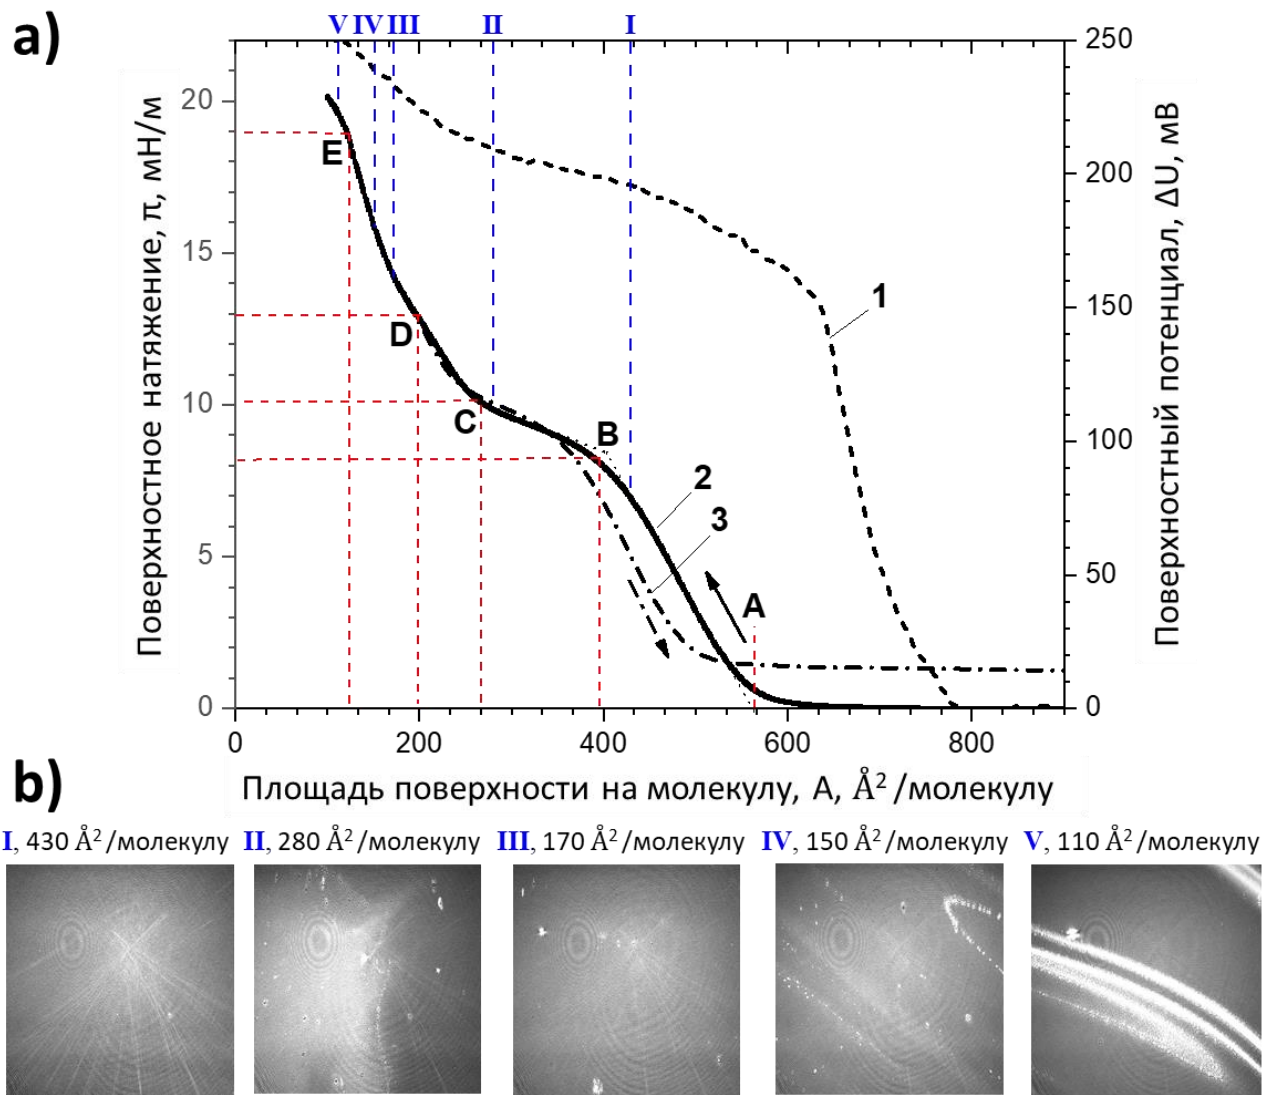 a)
V IV III II I
Поверхностное натяжение, π, мН/м
20
15
10
5
0
250
200
150
100
50
0
Поверхностный потенциал, ΔU, мВ
E
D
C
B
A
1
2
3
0 200 400 600 800
Площадь поверхности на молекулу, А, Å²/молекулу
b)
I, 430 Å²/молекулу
II, 280 Å²/молекулу
III, 170 Å²/молекулу
IV, 150 Å²/молекулу
V, 110 Å²/молекулу